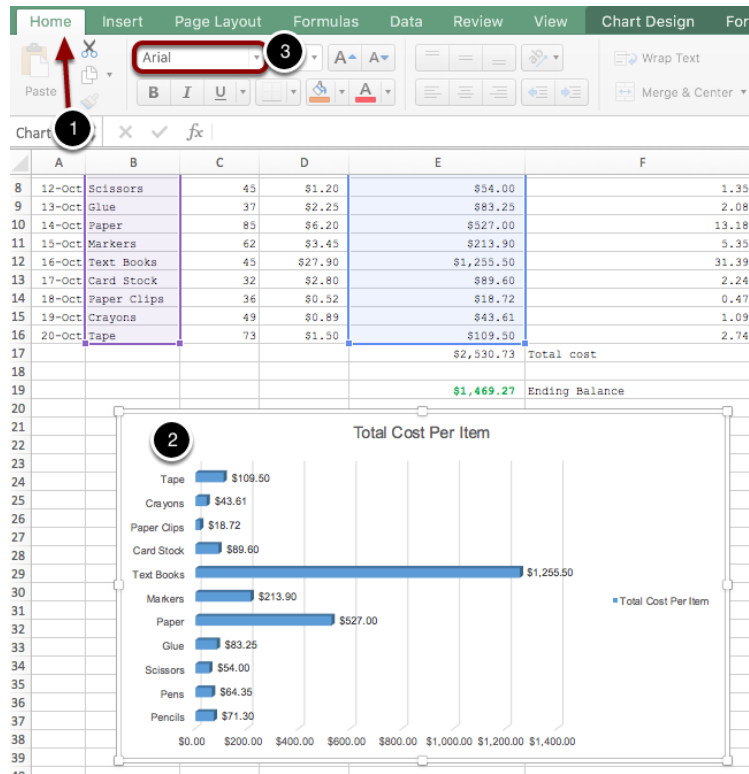 Home Insert Page Layout Formulas Data Review View Chart Design For
Arial 3 A A
Wrap Text
Paste B I U A Merge & Center
Chart 1 fx
A B C D E F
8 12-Oct Scissors 45 $1.20 $54.00 1.35
9 13-Oct Glue 37 $2.25 $83.25 2.08
10 14-Oct Paper 85 $6.20 $527.00 13.18
11 15-Oct Markers 62 $3.45 $213.90 5.35
12 16-Oct Text Books 45 $27.90 $1,255.50 31.39
13 17-Oct Card Stock 32 $2.80 $89.60 2.24
14 18-Oct Paper Clips 36 $0.52 $18.72 0.47
15 19-Oct Crayons 49 $0.89 $43.61 1.09
16 20-Oct Tape 73 $1.50 $109.50 2.74
17 $2,530.73 Total cost
18
19 $1,469.27 Ending Balance
20
21 2 Total Cost Per Item
22
23
24 Tape $109.50
25 Crayons $43.61
26 Paper Clips $18.72
27
28 Card Stock $89.60
29 Text Books $1,255.50
30 Markers $213.90 Total Cost Per Item
31
32 Paper $527.00
33 Glue $83.25
34 Scissors $54.00
35
36 Pens $64.35
37 Pencils $71.30
38 $0.00 $200.00 $400.00 $600.00 $800.00 $1,000.00 $1,200.00 $1,400.00
39